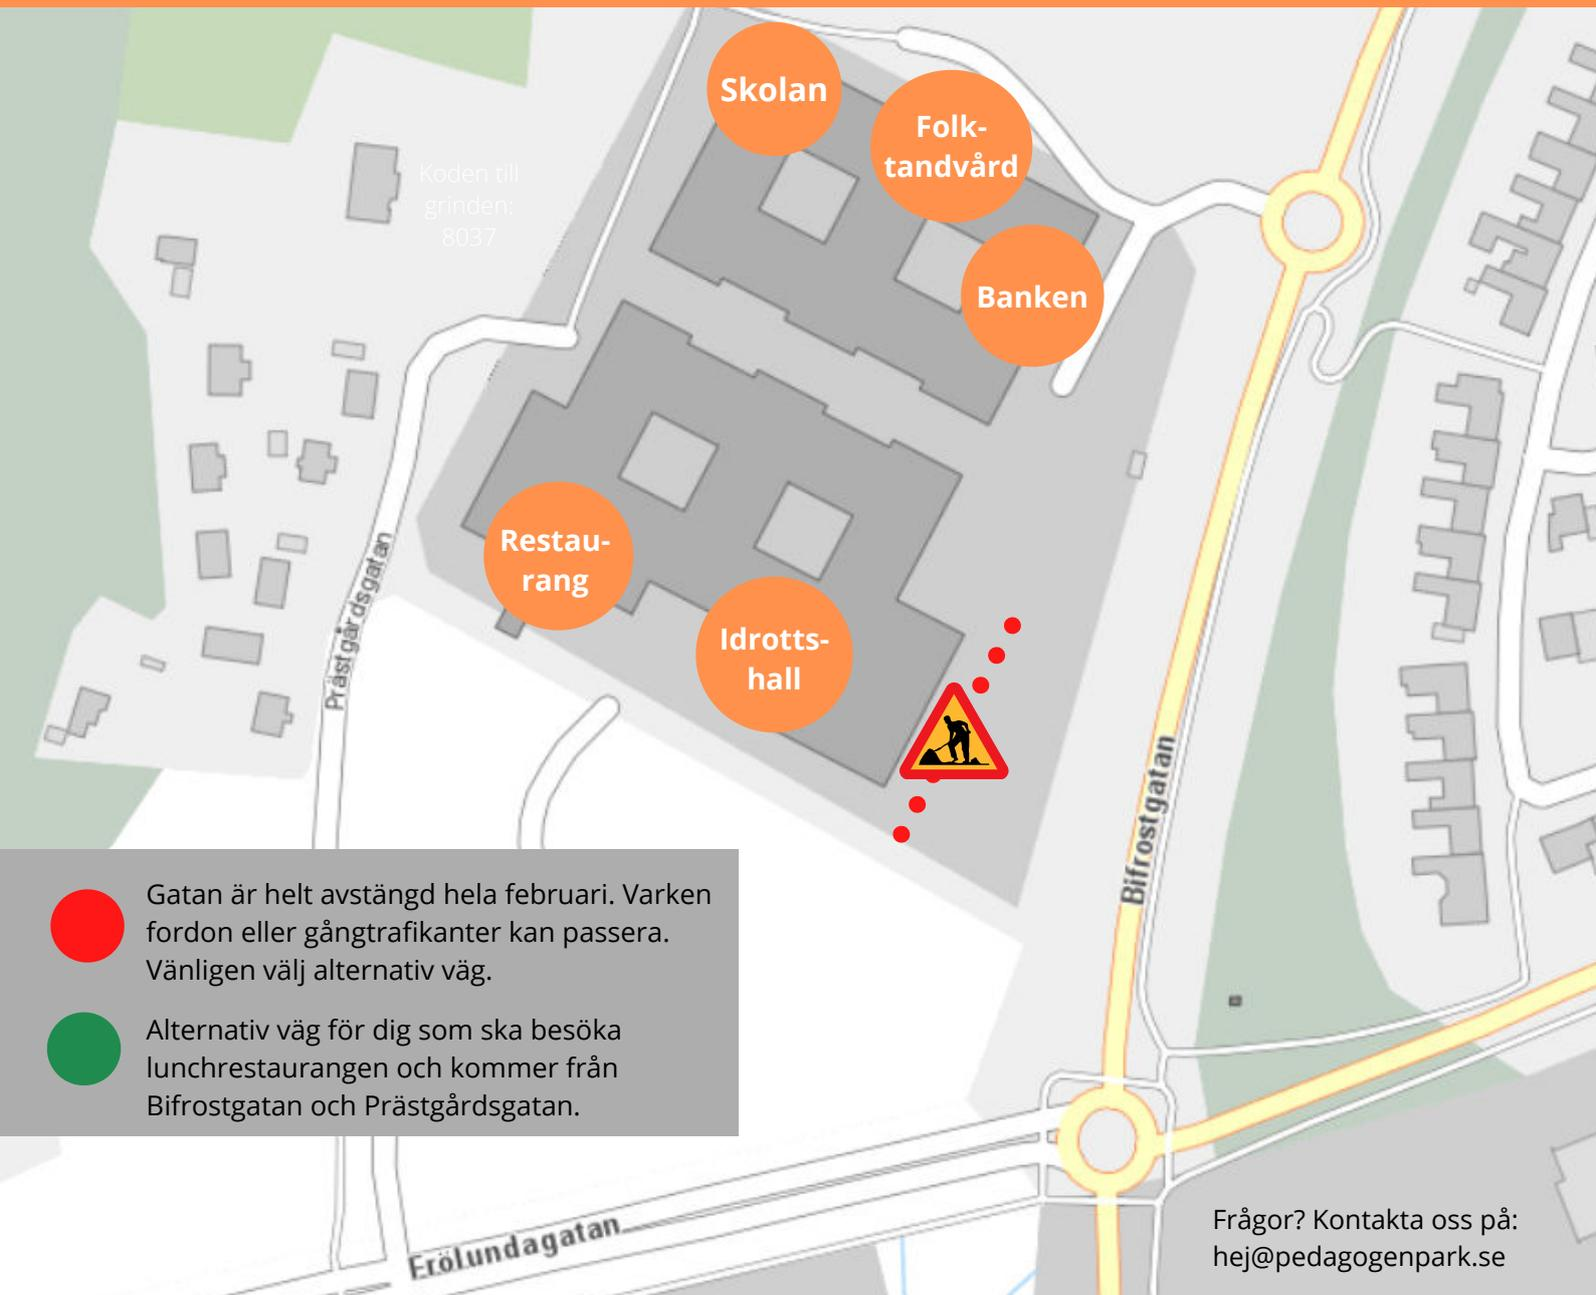 Skolan
Folk-
tandvård
Koden till
grinden:
8037
Banken
Restau-
rang
Idrotts-
hall
Prästgårdsgatan
Bifrostgatan
Gatan är helt avstängd hela februari. Varken
fordon eller gångtrafikanter kan passera.
Vänligen välj alternativ väg.
Alternativ väg för dig som ska besöka
lunchrestaurangen och kommer från
Bifrostgatan och Prästgårdsgatan.
Frölundagatan
Frågor? Kontakta oss på:
hej@pedagogenpark.se